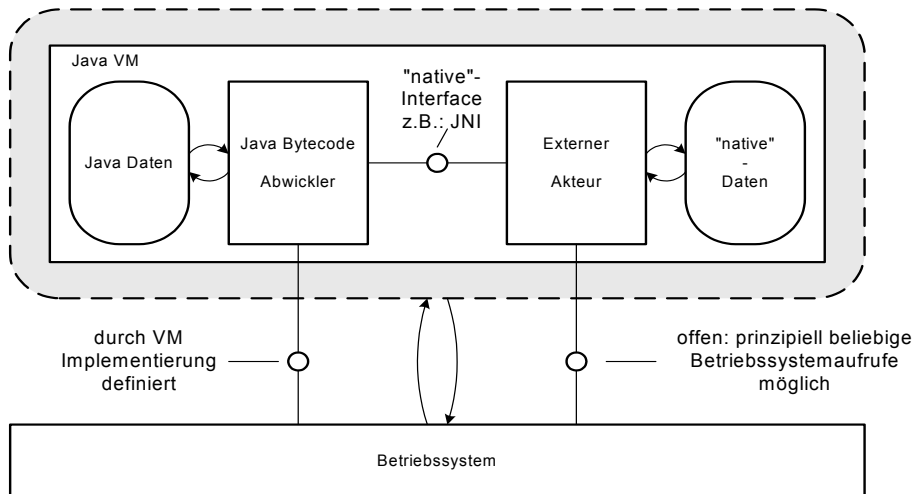 Java VM
"native"-
Interface
z.B.: JNI
Java Daten
Java Bytecode
Abwickler
Externer
Akteur
"native"
-
Daten
durch VM
Implementierung
definiert
offen: prinzipiell beliebige
Betriebssystemaufrufe
möglich
Betriebssystem